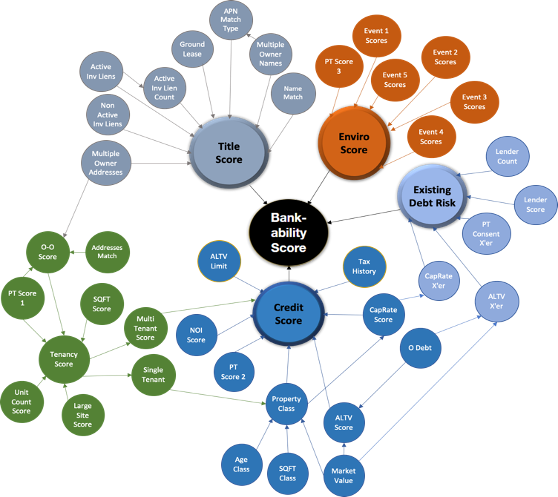 APN
Match
Type
Ground
Lease
Multiple
Owner
Names
Active
Inv Liens
Active
Inv Lien
Count
Name
Match
Non
Active
Inv Liens
Multiple
Owner
Addresses
Title
Score
Event 1
Scores
PT Score
3
Event 5
Scores
Event 2
Scores
Event 3
Scores
Event 4
Scores
Enviro
Score
Lender
Count
Lender
Score
PT
Consent
X'er
Existing
Debt Risk
CapRate
X'er
ALTV
X'er
Bank-
ability
Score
O-O
Score
Addresses
Match
PT Score
1
SQFT
Score
Multi
Tenant
Score
Tenancy
Score
Single
Tenant
Unit
Count
Score
Large
Site
Score
ALTV
Limit
Tax
History
Credit
Score
NOI
Score
PT
Score 2
CapRate
Score
O Debt
Property
Class
ALTV
Score
Age
Class
SQFT
Class
Market
Value